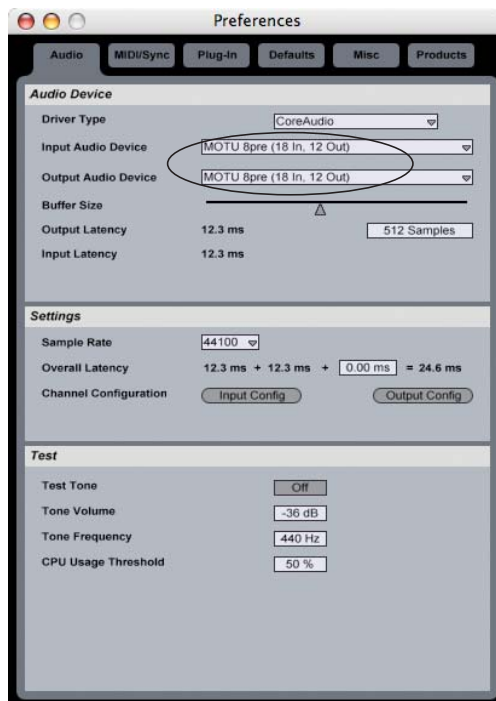 Preferences
Audio MIDI/Sync Plug-In Defaults Misc Products
Audio Device
Driver Type CoreAudio
Input Audio Device MOTU 8pre (18 In, 12 Out)
Output Audio Device MOTU 8pre (18 In, 12 Out)
Buffer Size
Output Latency 12.3 ms 512 Samples
Input Latency 12.3 ms
Settings
Sample Rate 44100
Overall Latency 12.3 ms + 12.3 ms + 0.00 ms = 24.6 ms
Channel Configuration Input Config Output Config
Test
Test Tone Off
Tone Volume -36 dB
Tone Frequency 440 Hz
CPU Usage Threshold 50 %